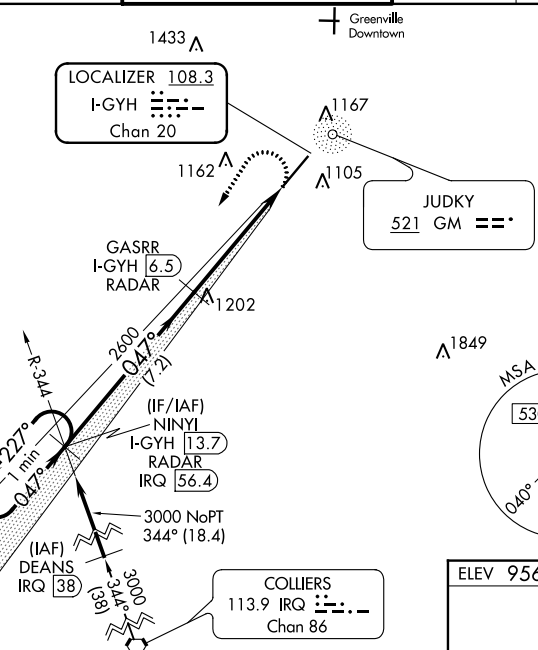 Greenville
Downtown
1433
LOCALIZER 108.3
I-GYH
Chan 20
1167
1162
1105
JUDKY
521 GM
GASRR
I-GYH 6.5
RADAR
1202
2600
047°
(7.2)
1849
R-344
MSA
53
040°
(IF/IAF)
NINYI
I-GYH 13.7
RADAR
IRQ 56.4
227°
1 min
047°
3000 NoPT
344° (18.4)
(IAF)
DEANS
IRQ 38
3000
344°
(38)
COLLIERS
113.9 IRQ
Chan 86
ELEV 956